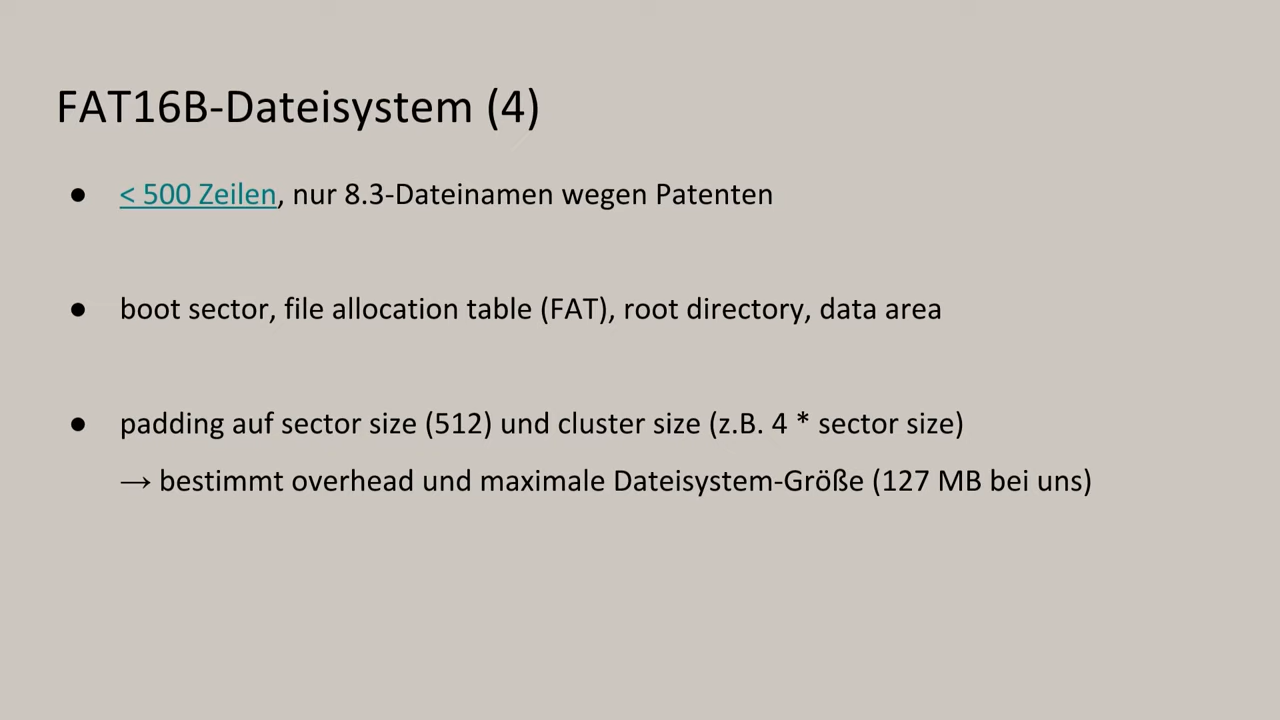 FAT16B-Dateisystem (4)
● < 500 Zeilen, nur 8.3-Dateinamen wegen Patenten
● boot sector, file allocation table (FAT), root directory, data area
● padding auf sector size (512) und cluster size (z.B. 4 * sector size)
→ bestimmt overhead und maximale Dateisystem-Größe (127 MB bei uns)